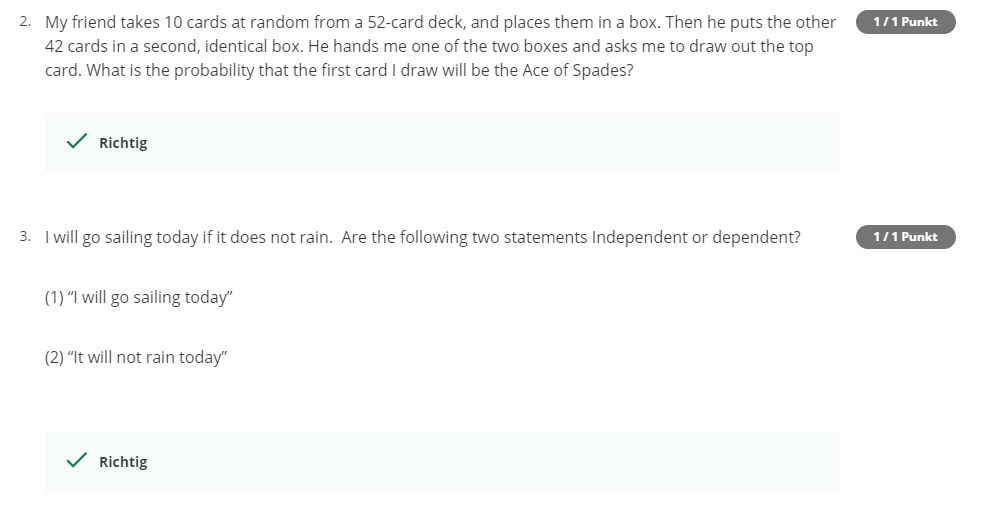 2. My friend takes 10 cards at random from a 52-card deck, and places them in a box. Then he puts the other
1 / 1 Punkt
42 cards in a second, identical box. He hands me one of the two boxes and asks me to draw out the top
card. What is the probability that the first card I draw will be the Ace of Spades?
Richtig
3. I will go sailing today if it does not rain.  Are the following two statements Independent or dependent?
1 / 1 Punkt
(1) “I will go sailing today”
(2) “It will not rain today”
Richtig